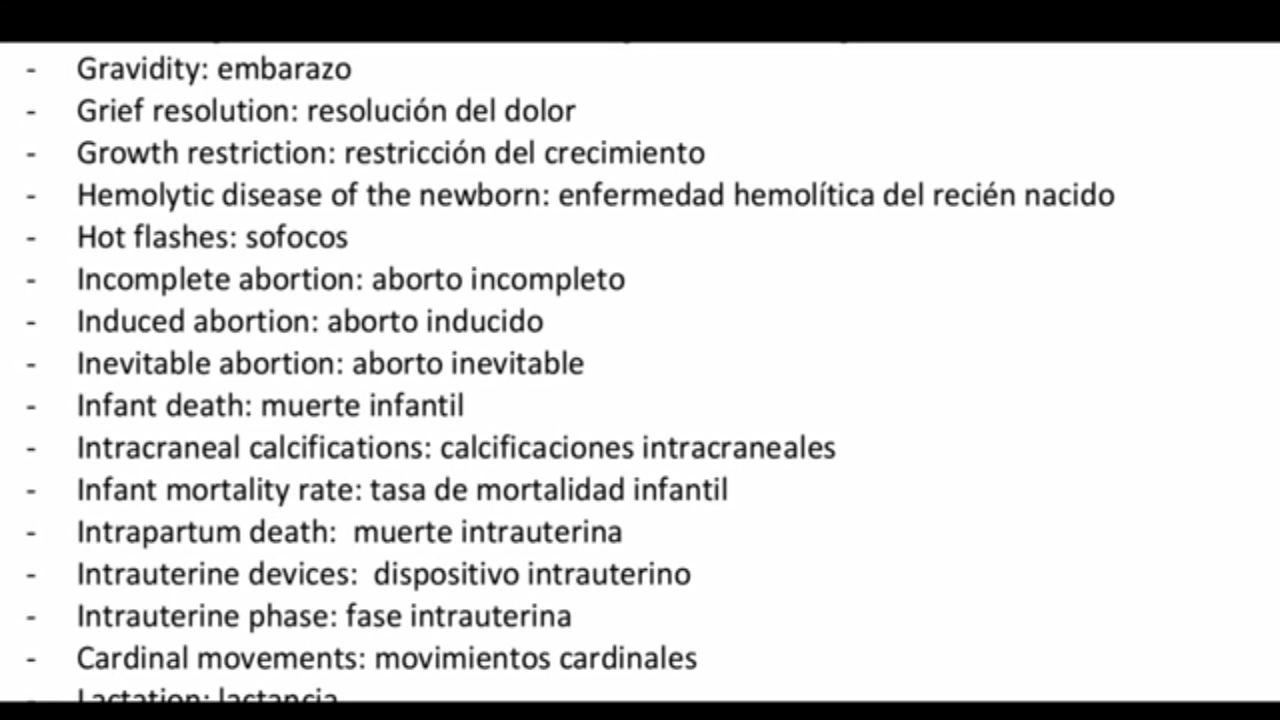 - Gravidity: embarazo
- Grief resolution: resolución del dolor
- Growth restriction: restricción del crecimiento
- Hemolytic disease of the newborn: enfermedad hemolítica del recién nacido
- Hot flashes: sofocos
- Incomplete abortion: aborto incompleto
- Induced abortion: aborto inducido
- Inevitable abortion: aborto inevitable
- Infant death: muerte infantil
- Intracraneal calcifications: calcificaciones intracraneales
- Infant mortality rate: tasa de mortalidad infantil
- Intrapartum death:  muerte intrauterina
- Intrauterine devices:  dispositivo intrauterino
- Intrauterine phase: fase intrauterina
- Cardinal movements: movimientos cardinales
- Lactation: lactancia